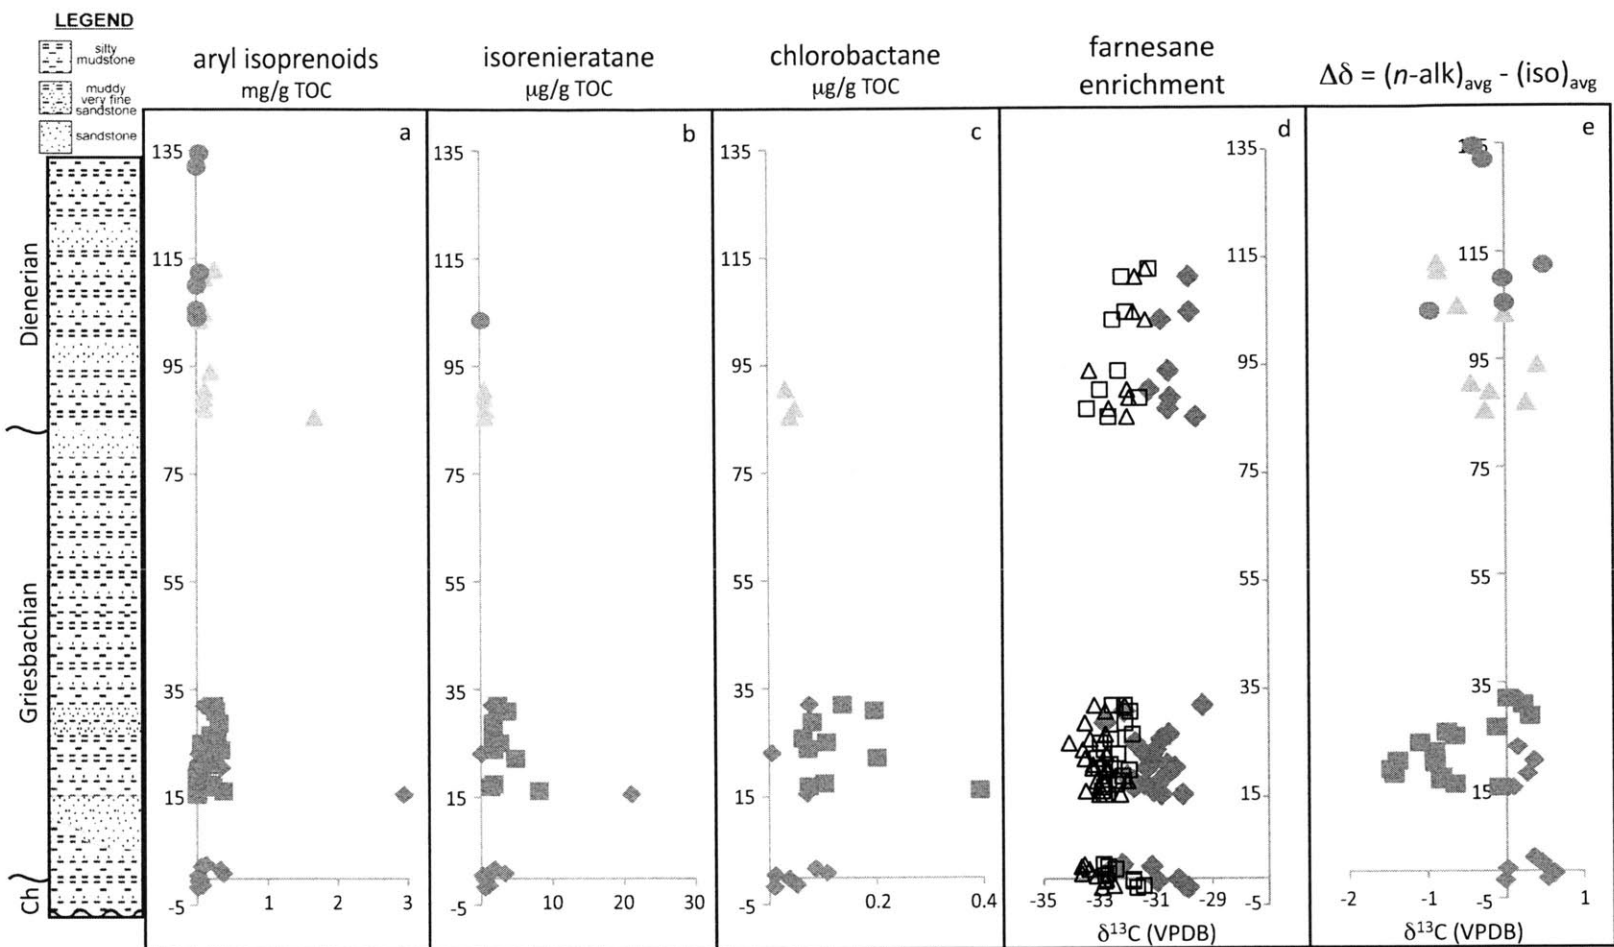 LEGEND
silty
mudstone
muddy
very fine
sandstone
sandstone
aryl isoprenoids
mg/g TOC
isorenieratane
µg/g TOC
chlorobactane
µg/g TOC
farnesane
enrichment
Δδ = (n-alk)avg - (iso)avg
a
b
c
d
e
Dienerian
Griesbachian
Ch
135
115
95
75
55
35
15
-5
1
2
3
135
115
95
75
55
35
15
-5
10
20
30
135
115
95
75
55
35
15
-5
0.2
0.4
135
115
95
75
55
35
15
-5
-35
-33
-31
-29
δ13C (VPDB)
115
95
75
55
35
15
-5
-2
-1
1
δ13C (VPDB)